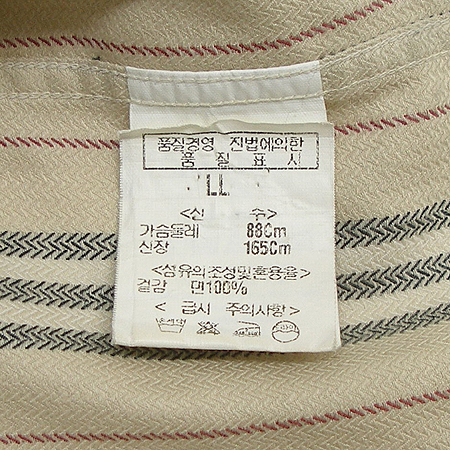 품질경영 진법에의한
품 질 표 시
LL
<신 수>
가슴둘레 88Cm
신장 165Cm
<섬유의조성및혼용율>
겉감 면100%
< 급시 주의사항 >